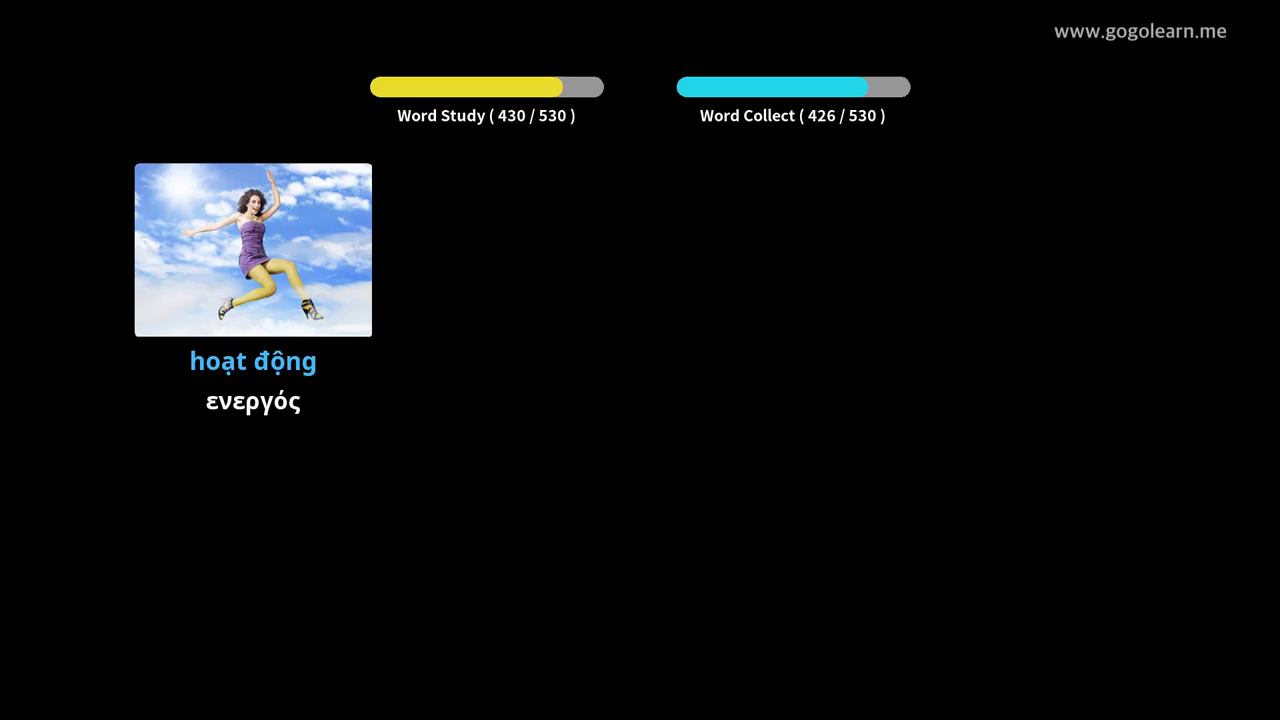 www.gogolearn.me
Word Study ( 430 / 530 )
Word Collect ( 426 / 530 )
hoạt động
ενεργός